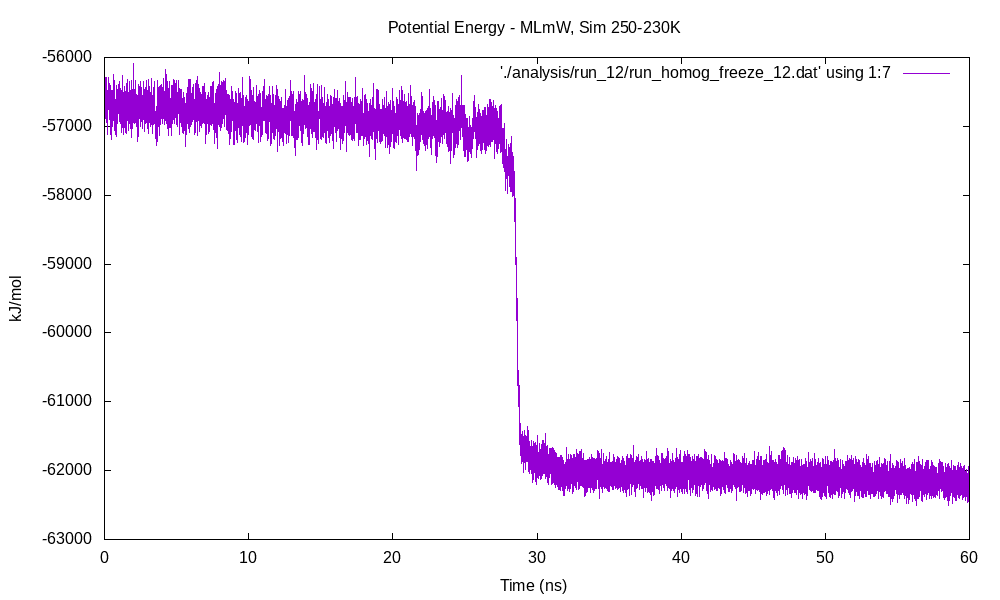 Potential Energy - MLmW, Sim 250-230K
'./analysis/run_12/run_homog_freeze_12.dat' using 1:7
-56000
-57000
-58000
-59000
-60000
-61000
-62000
-63000
kJ/mol
0 10 20 30 40 50 60
Time (ns)